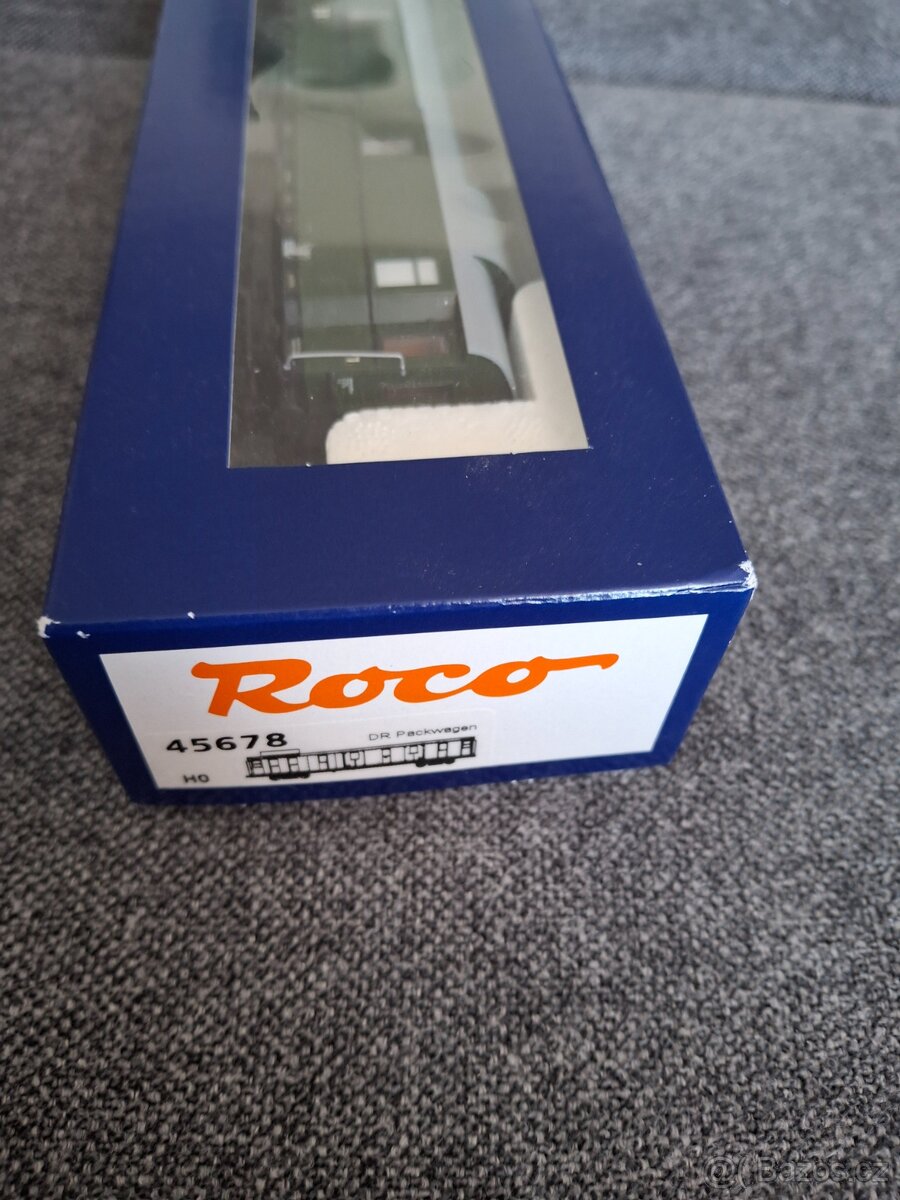 Roco
45678 DR Packwagen
H0
@ Bazos.cz